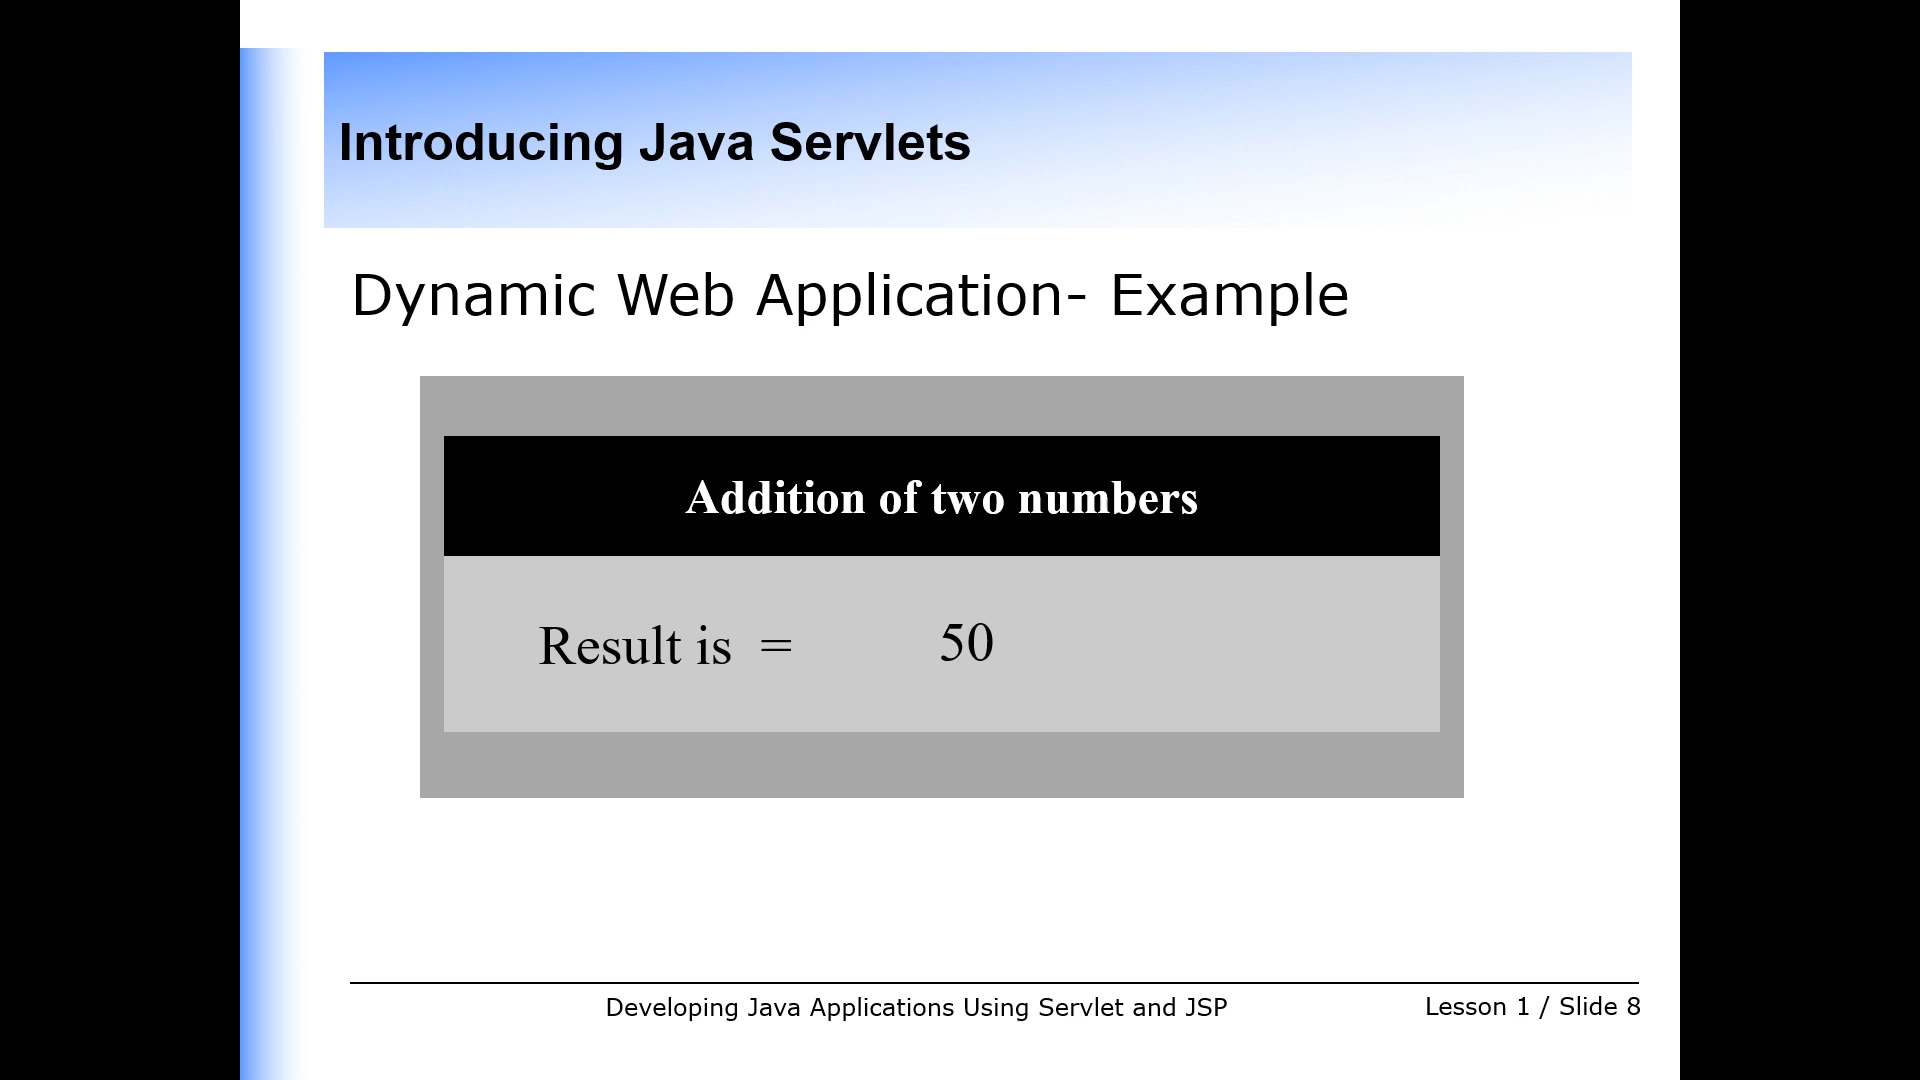 Introducing Java Servlets
Dynamic Web Application- Example
Addition of two numbers
Result is = 50
Developing Java Applications Using Servlet and JSP
Lesson 1 / Slide 8